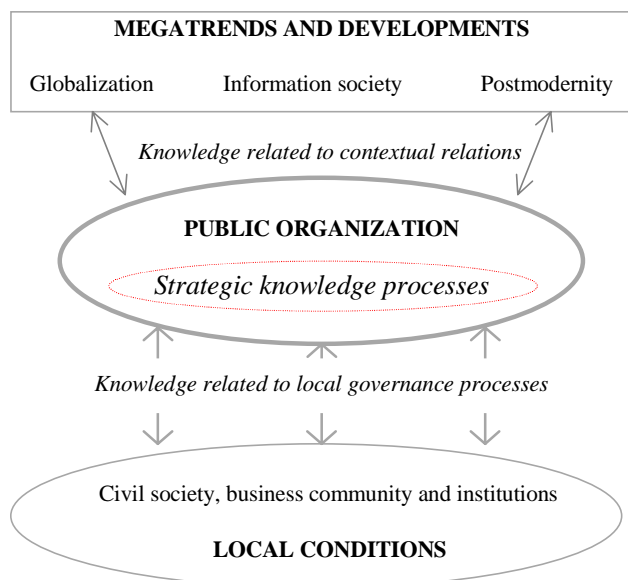 MEGATRENDS AND DEVELOPMENTS
Globalization Information society Postmodernity
Knowledge related to contextual relations
PUBLIC ORGANIZATION
Strategic knowledge processes
Knowledge related to local governance processes
Civil society, business community and institutions
LOCAL CONDITIONS